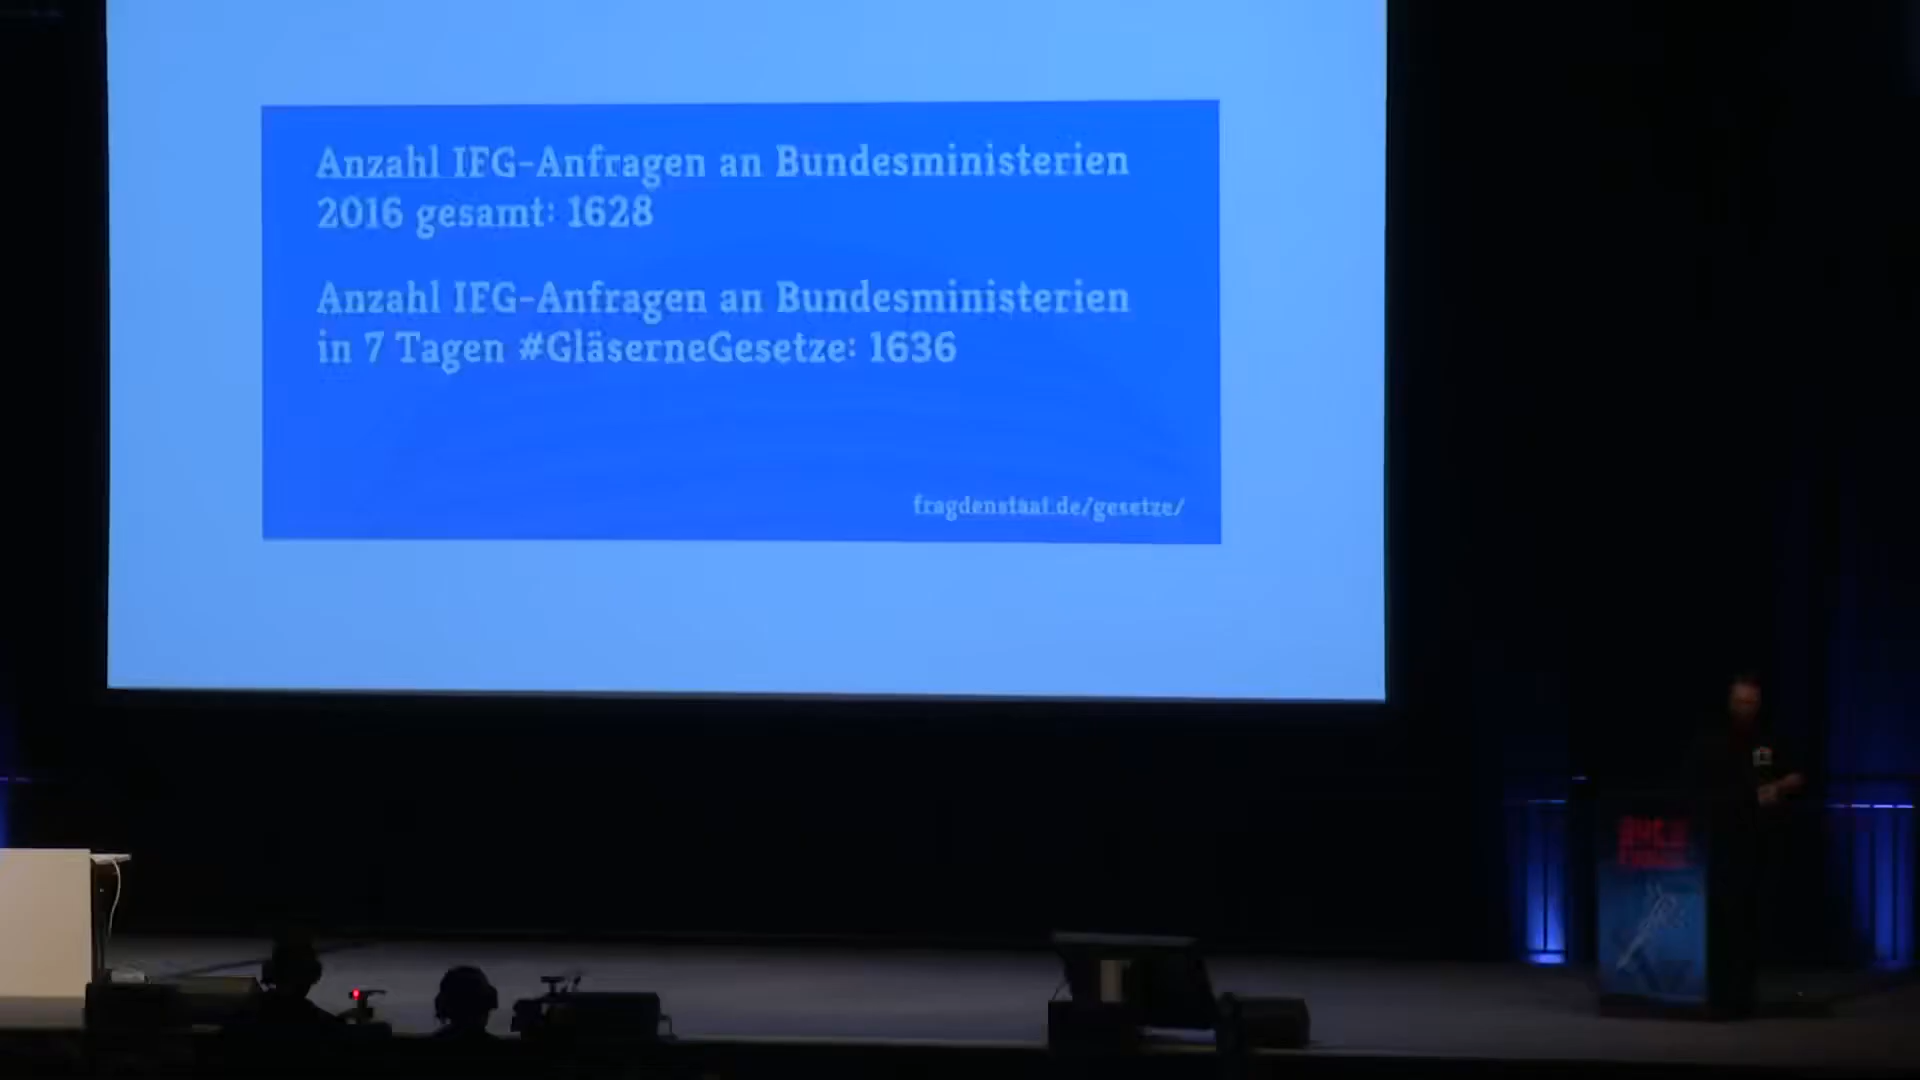 Anzahl IFG-Anfragen an Bundesministerien
2016 gesamt: 1628
Anzahl IFG-Anfragen an Bundesministerien
in 7 Tagen #GläserneGesetze: 1636
fragdenstaat.de/gesetze/